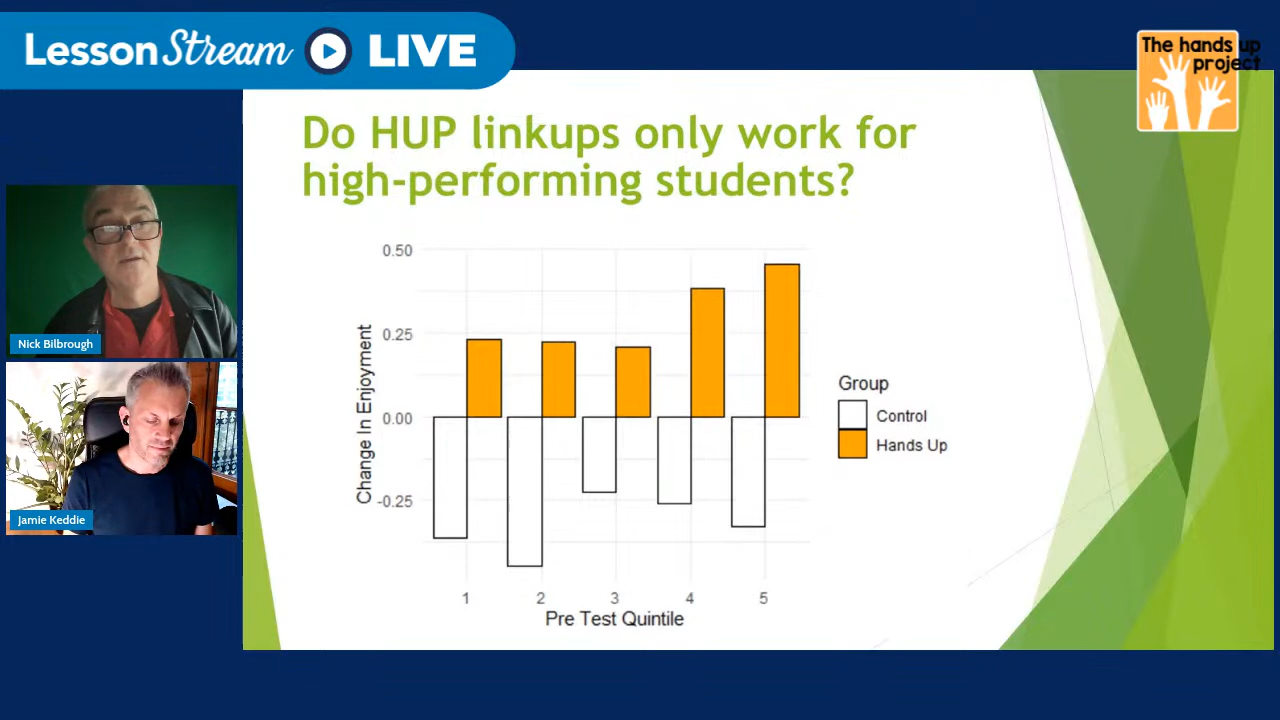 LessonStream LIVE
The hands up
project
Do HUP linkups only work for
high-performing students?
Nick Bilbrough
Jamie Keddie
0.50
0.25
0.00
-0.25
Change In Enjoyment
1 2 3 4 5
Pre Test Quintile
Group
Control
Hands Up